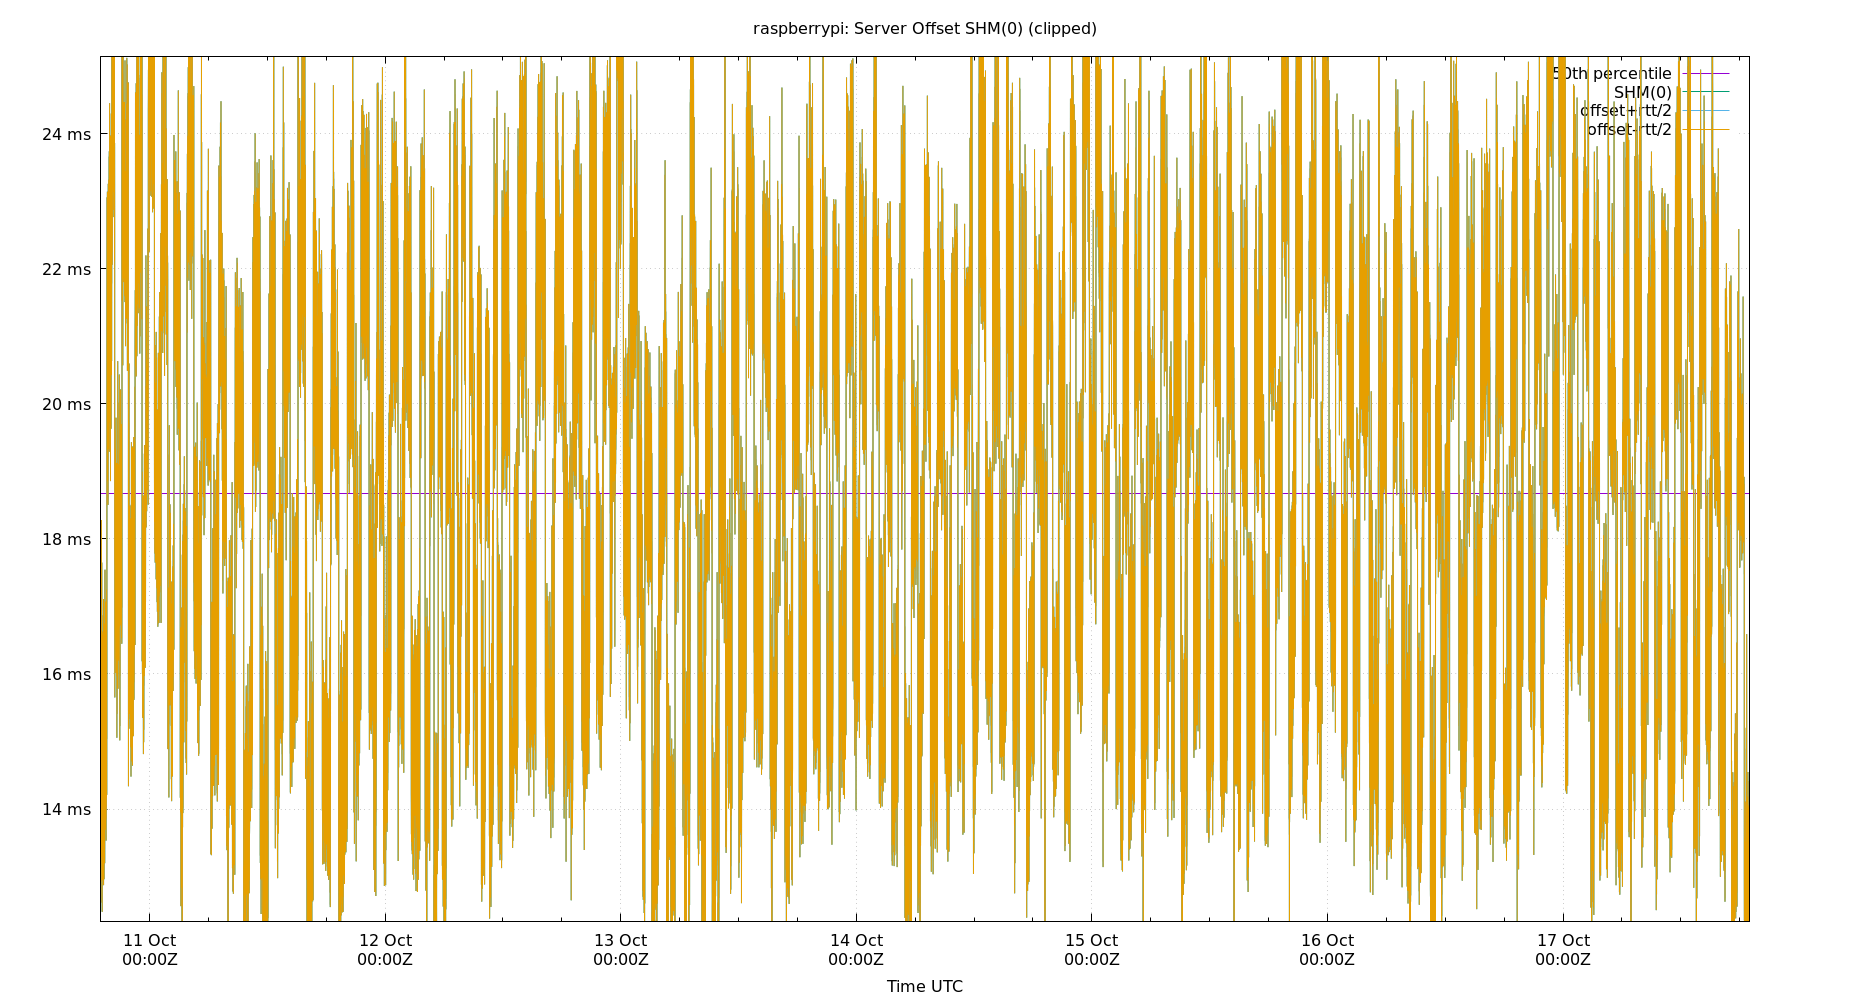 raspberrypi: Server Offset SHM(0) (clipped)
50th percentile
SHM(0)
offset+rtt/2
offset-rtt/2
24 ms
22 ms
20 ms
18 ms
16 ms
14 ms
11 Oct 12 Oct 13 Oct 14 Oct 15 Oct 16 Oct 17 Oct
00:00Z 00:00Z 00:00Z 00:00Z 00:00Z 00:00Z 00:00Z
Time UTC